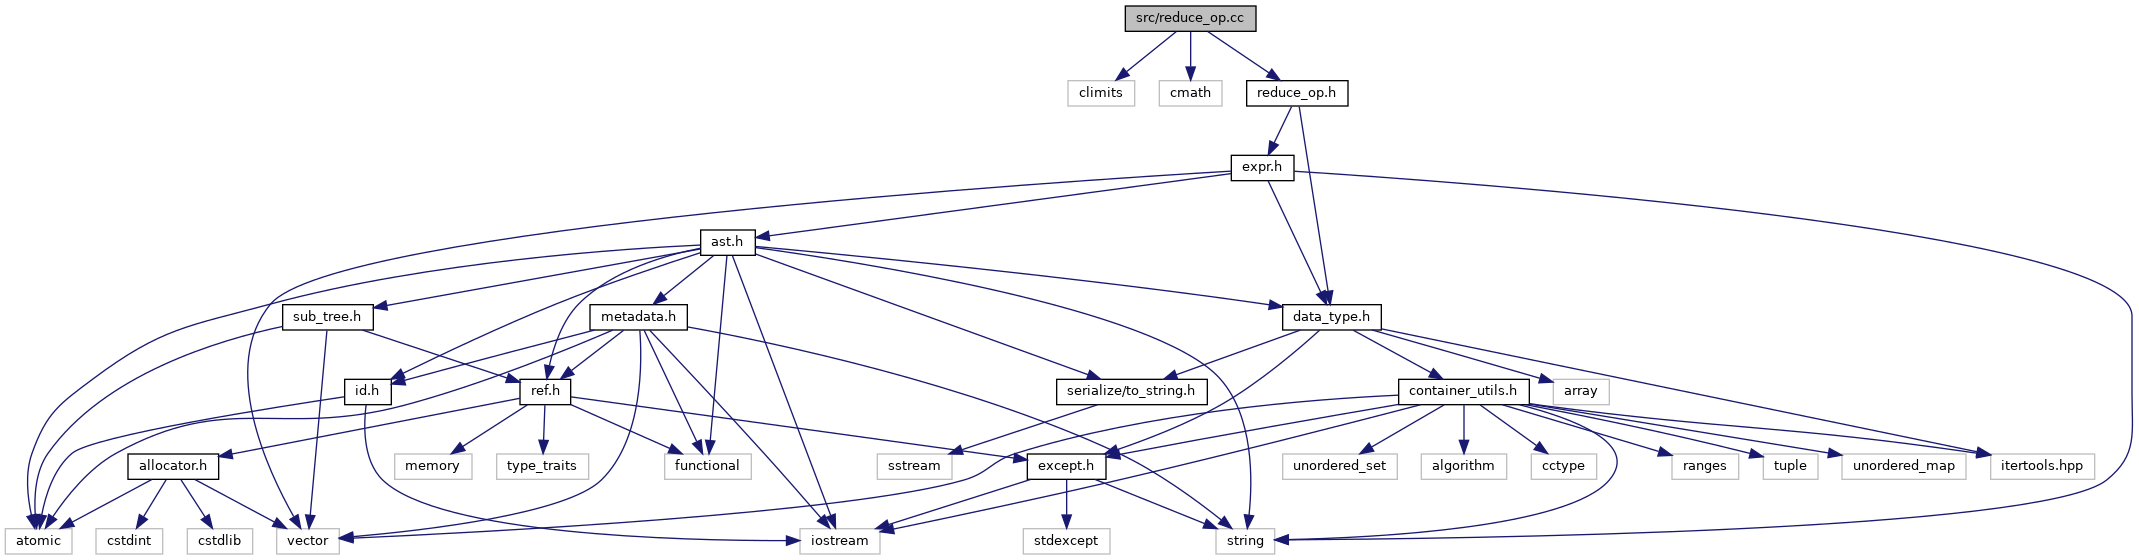 src/reduce_op.cc
climits
cmath
reduce_op.h
expr.h
ast.h
sub_tree.h
metadata.h
data_type.h
id.h
ref.h
serialize/to_string.h
container_utils.h
array
allocator.h
memory
type_traits
functional
sstream
except.h
unordered_set
algorithm
cctype
ranges
tuple
unordered_map
itertools.hpp
atomic
cstdint
cstdlib
vector
iostream
stdexcept
string